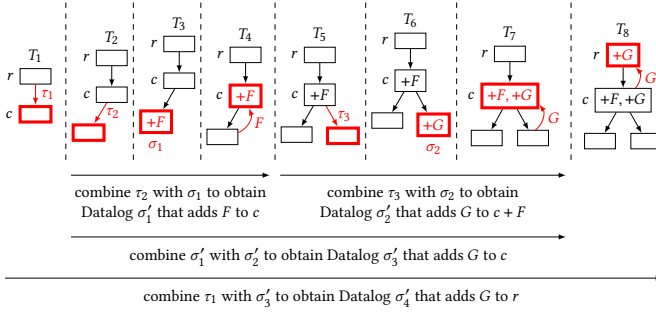 T₁ T₂ T₃ T₄ T₅ T₆ T₇ T₈
r r r r r r r r +G
τ₁ c c +F c +F c +F c +F, +G c +F, +G G
c τ₂ +F F τ₃ +G G
σ₁ σ₂
combine τ₂ with σ₁ to obtain
Datalog σ₁′ that adds F to c
combine τ₃ with σ₂ to obtain
Datalog σ₂′ that adds G to c + F
combine σ₁′ with σ₂′ to obtain Datalog σ₃′ that adds G to c
combine τ₁ with σ₃′ to obtain Datalog σ₄′ that adds G to r